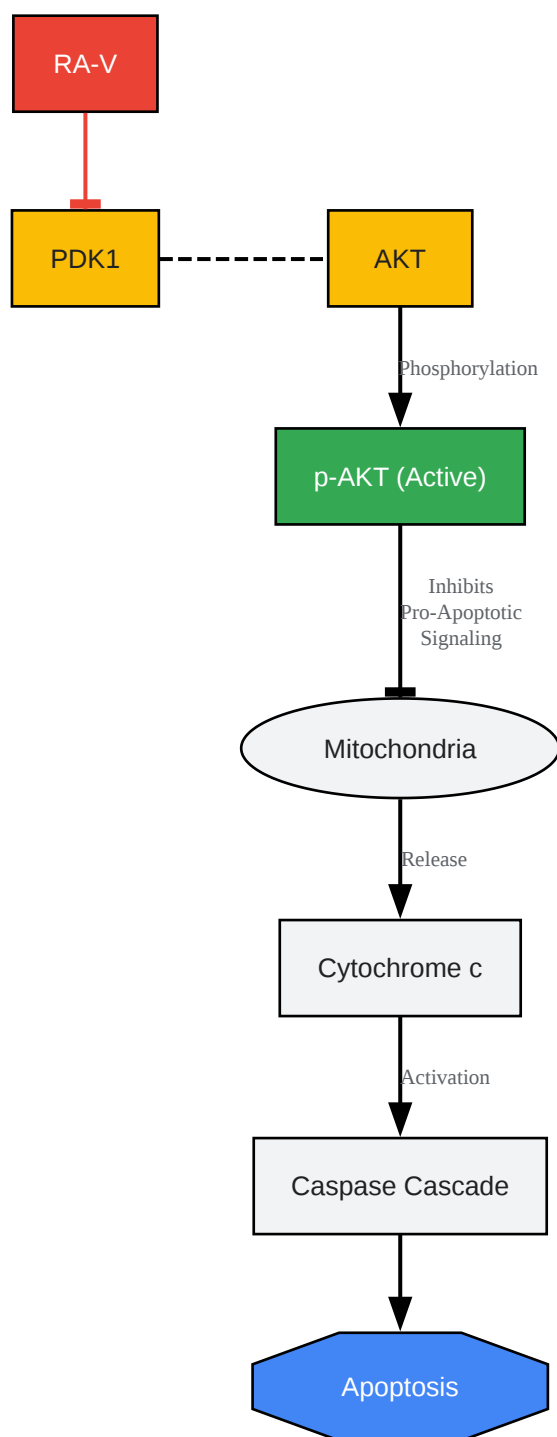 RA-V
PDK1
AKT
Phosphorylation
p-AKT (Active)
Inhibits
Pro-Apoptotic
Signaling
Mitochondria
Release
Cytochrome c
Activation
Caspase Cascade
Apoptosis